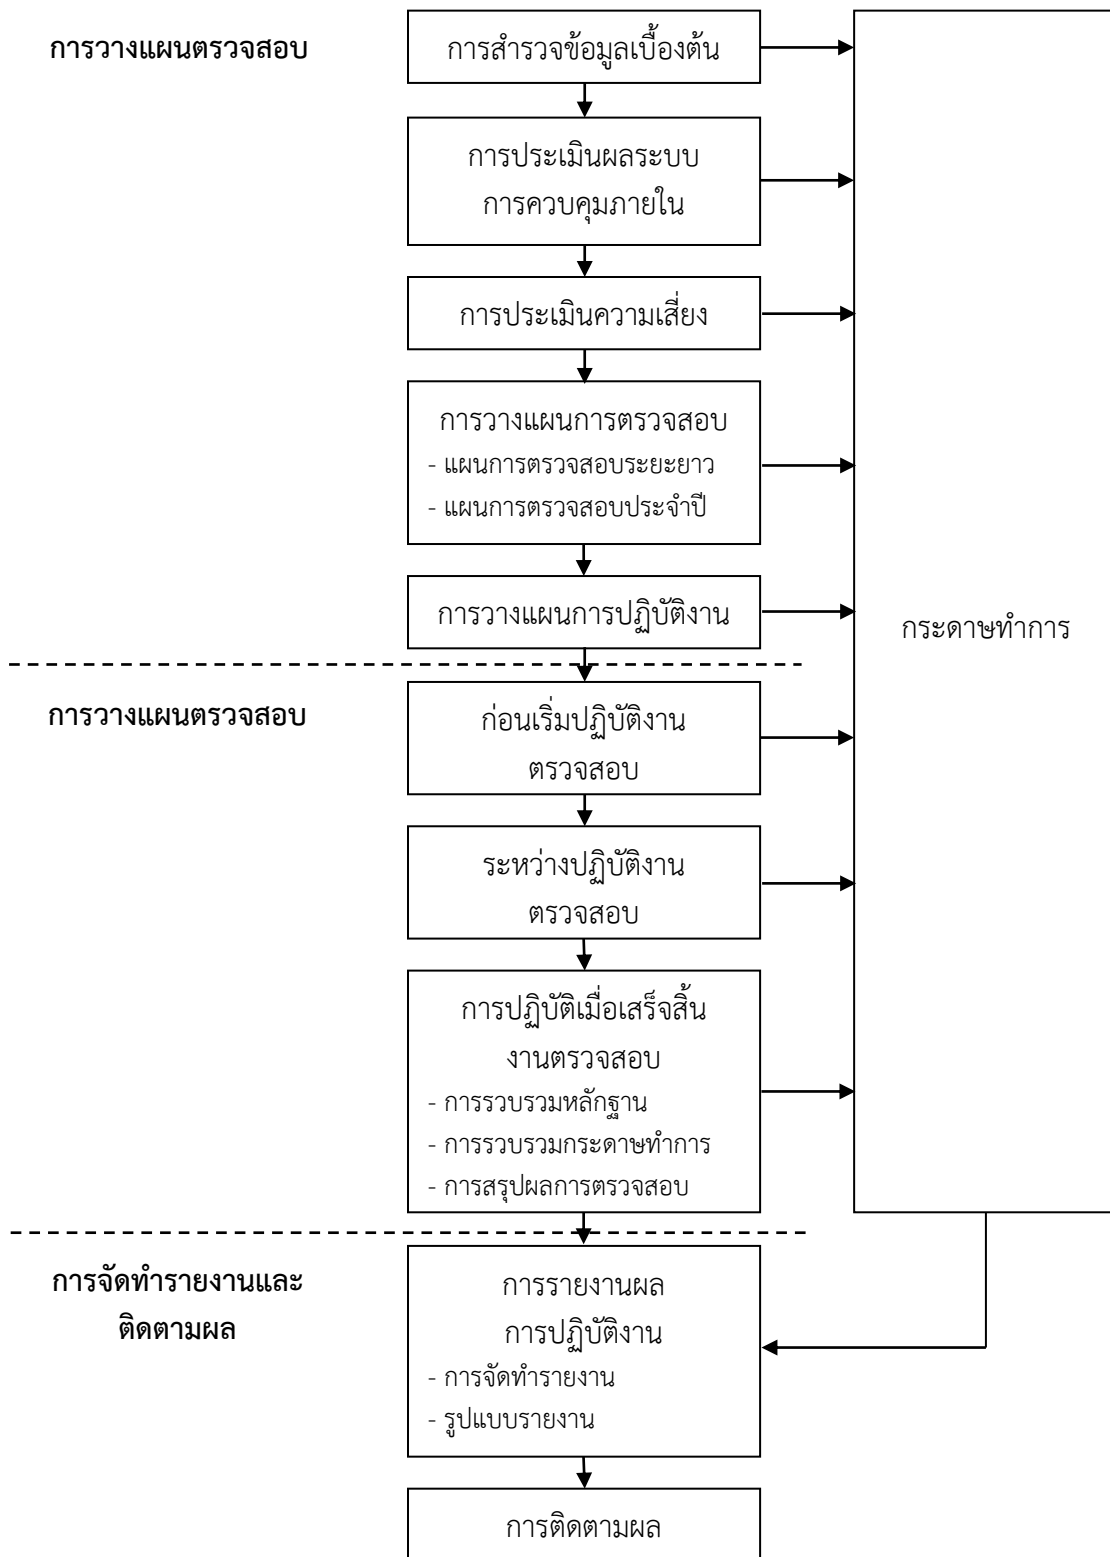 การวางแผนตรวจสอบ
การสำรวจข้อมูลเบื้องต้น
การประเมินผลระบบ
การควบคุมภายใน
การประเมินความเสี่ยง
การวางแผนการตรวจสอบ
- แผนการตรวจสอบระยะยาว
- แผนการตรวจสอบประจำปี
การวางแผนการปฏิบัติงาน
กระดาษทำการ
การวางแผนตรวจสอบ
ก่อนเริ่มปฏิบัติงาน
ตรวจสอบ
ระหว่างปฏิบัติงาน
ตรวจสอบ
การปฏิบัติเมื่อเสร็จสิ้น
งานตรวจสอบ
- การรวบรวมหลักฐาน
- การรวบรวมกระดาษทำการ
- การสรุปผลการตรวจสอบ
การจัดทำรายงานและ
ติดตามผล
การรายงานผล
การปฏิบัติงาน
- การจัดทำรายงาน
- รูปแบบรายงาน
การติดตามผล